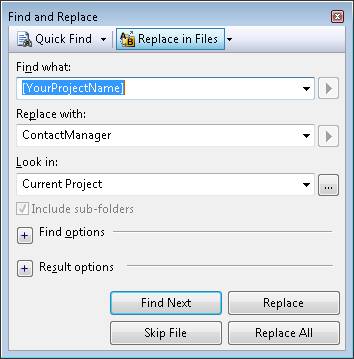 Find and Replace
Quick Find
Replace in Files
Find what:
[YourProjectName]
Replace with:
ContactManager
Look in:
Current Project
...
Include sub-folders
Find options
Result options
Find Next
Replace
Skip File
Replace All